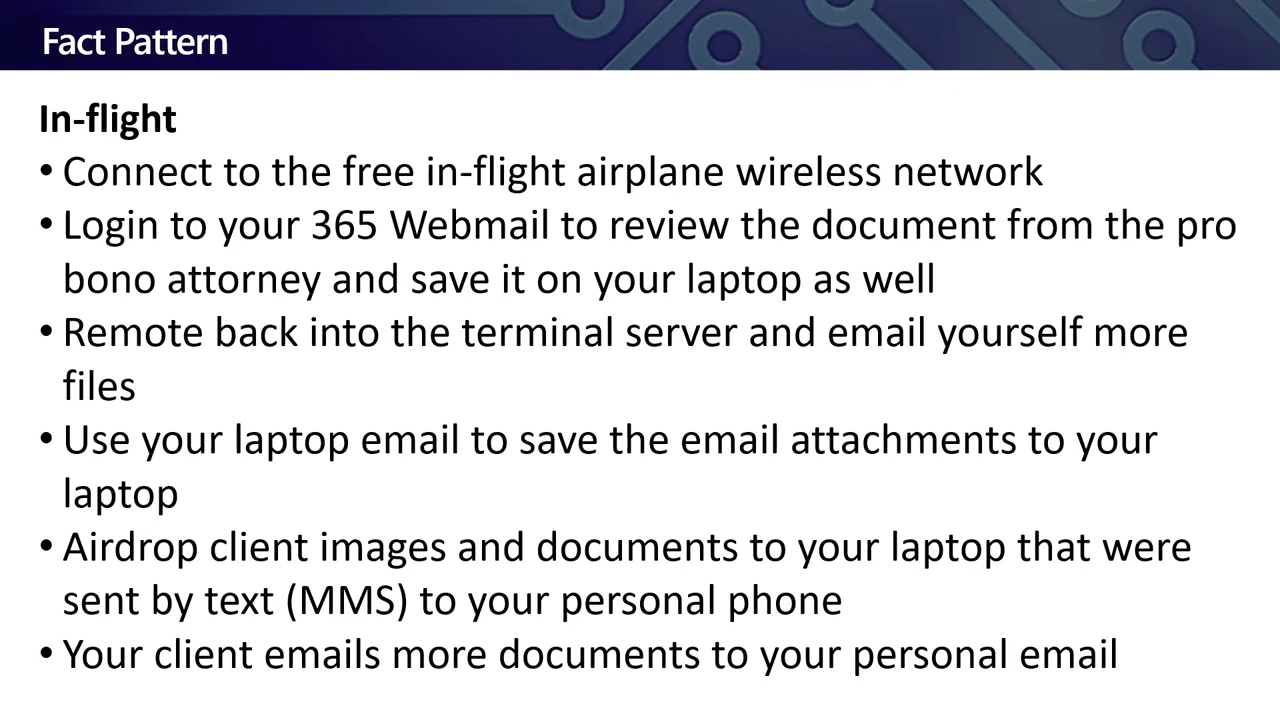 Fact Pattern
In-flight
• Connect to the free in-flight airplane wireless network
• Login to your 365 Webmail to review the document from the pro
bono attorney and save it on your laptop as well
• Remote back into the terminal server and email yourself more
files
• Use your laptop email to save the email attachments to your
laptop
• Airdrop client images and documents to your laptop that were
sent by text (MMS) to your personal phone
• Your client emails more documents to your personal email